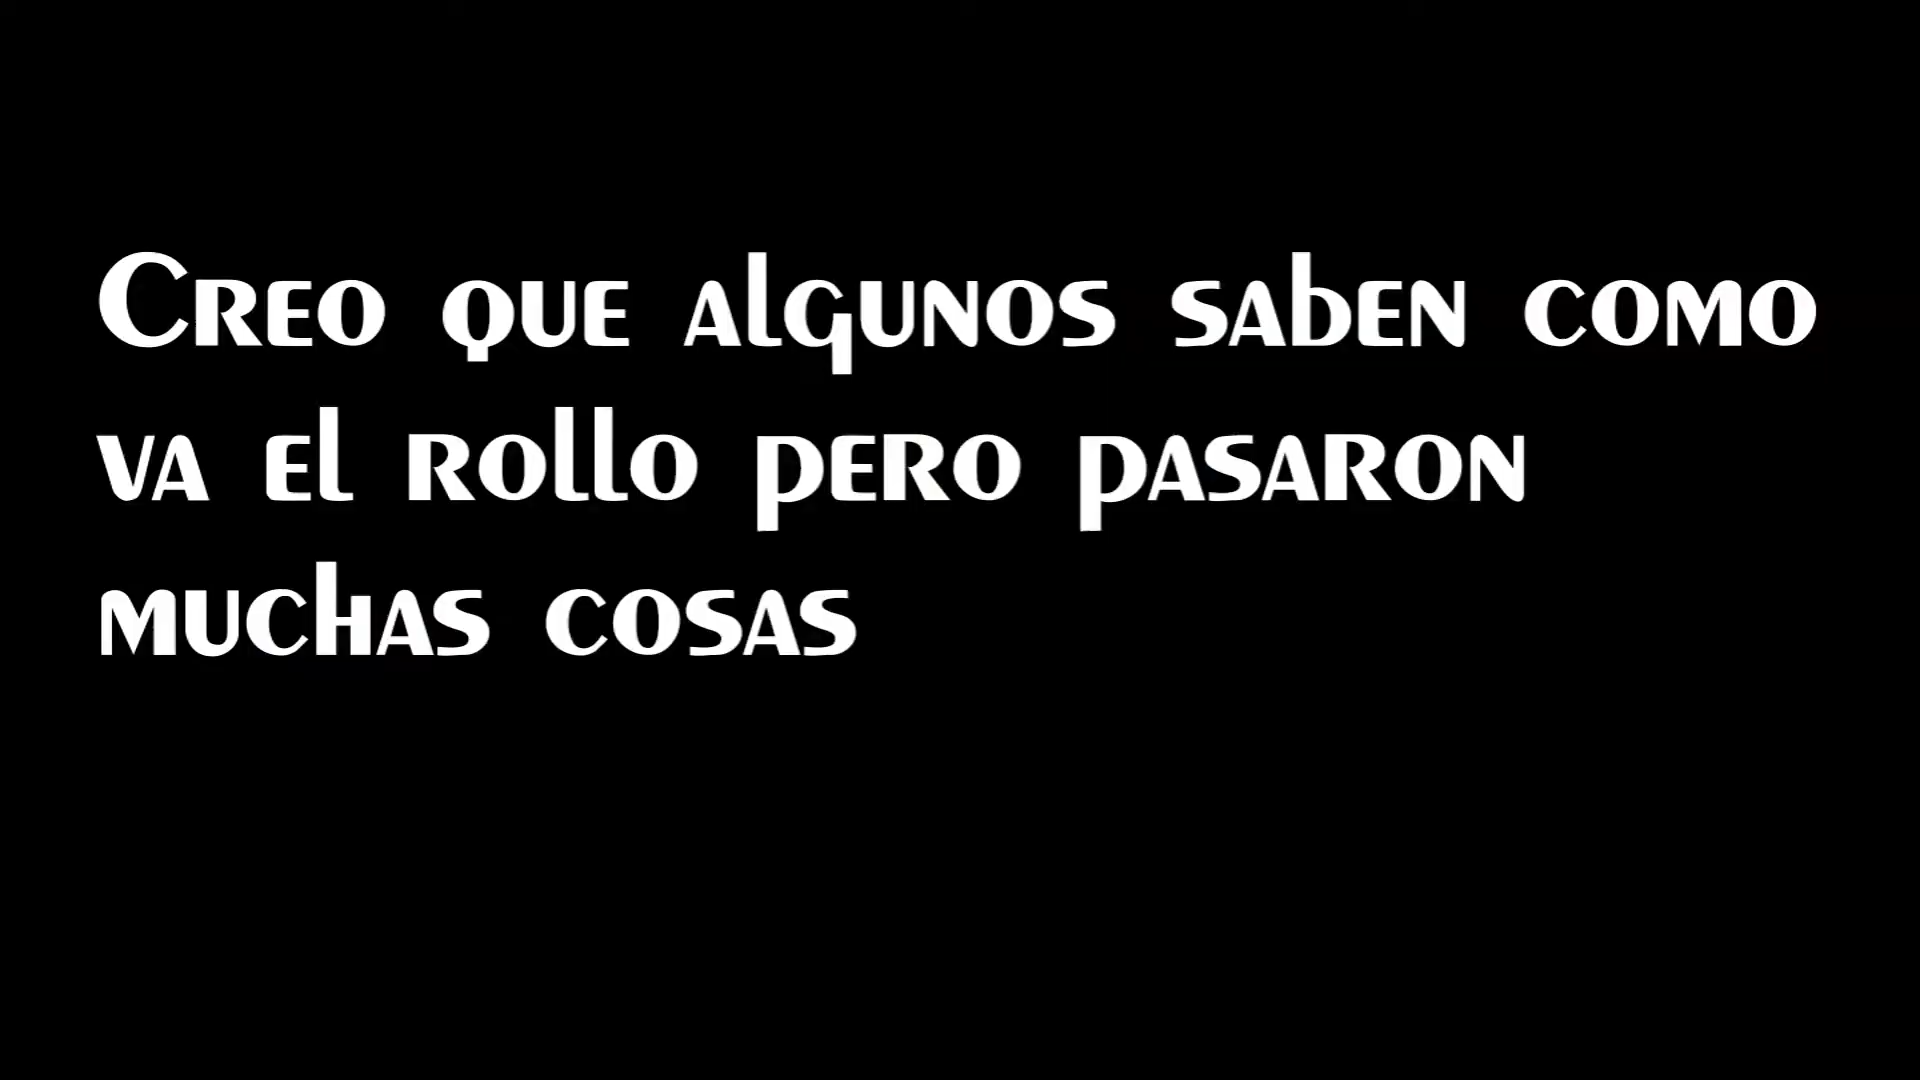 Creo que algunos saben como
va el rollo pero pasaron
muchas cosas